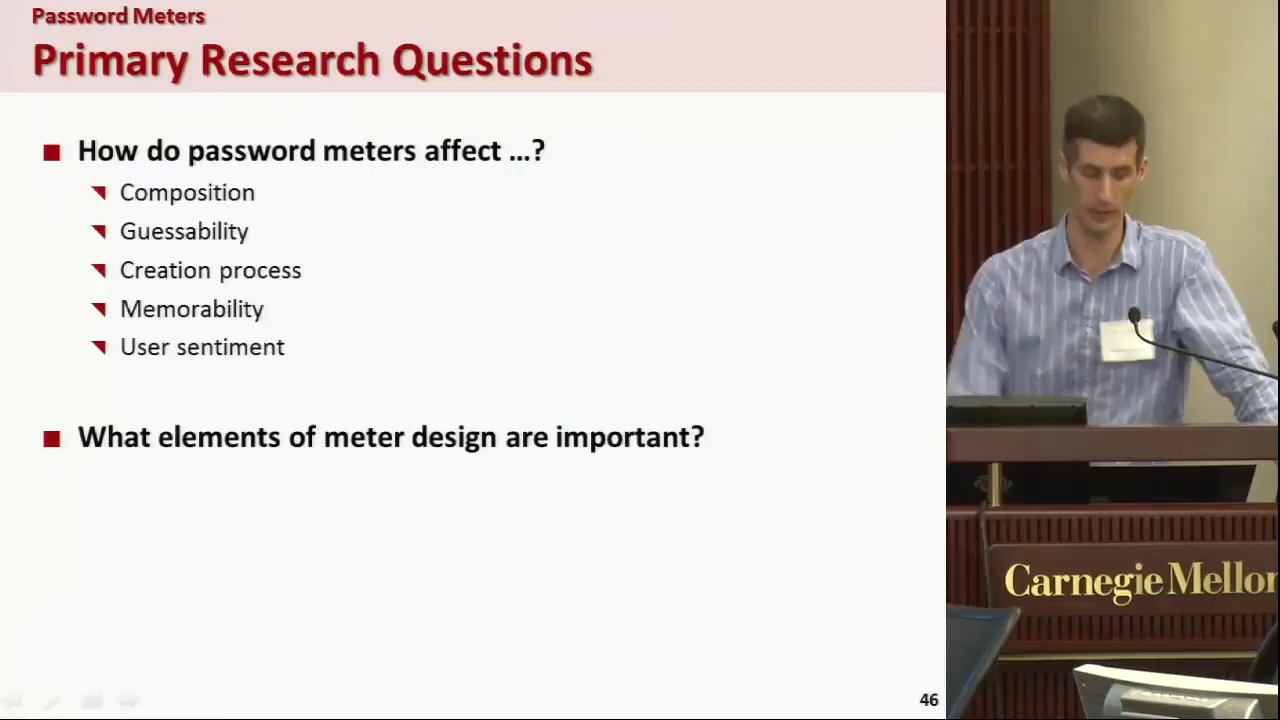 Password Meters
Primary Research Questions
How do password meters affect ...?
Composition
Guessability
Creation process
Memorability
User sentiment
What elements of meter design are important?
46
Carnegie Mellon